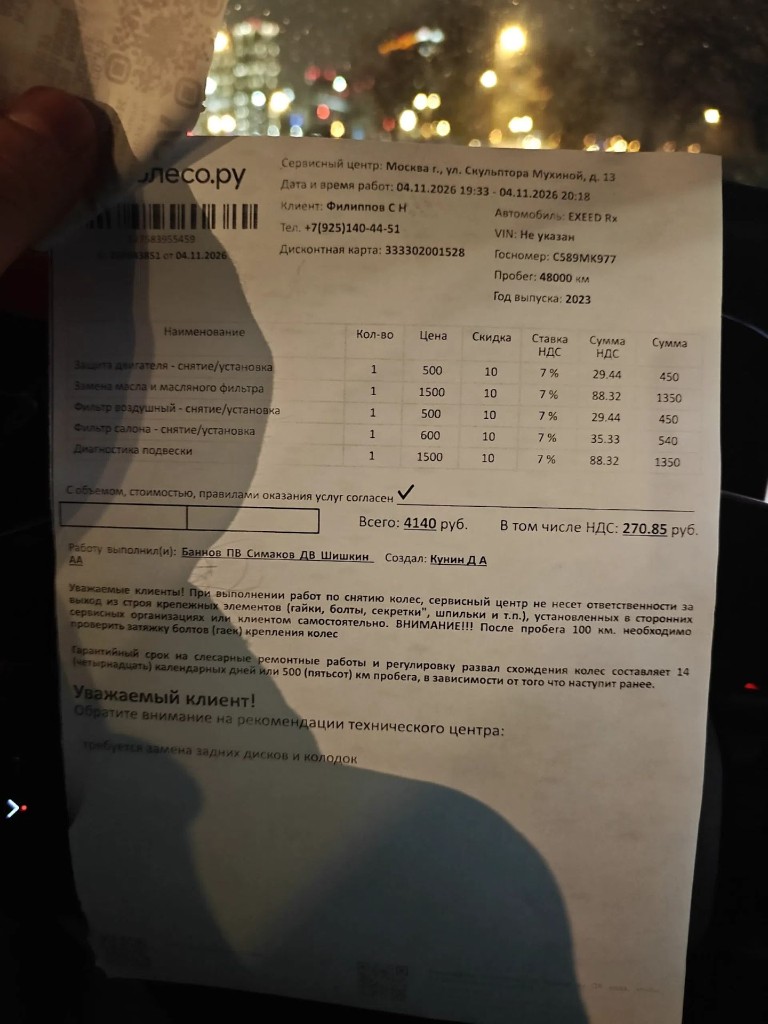 лесо.ру
Сервисный центр: Москва г., ул. Скульптора Мухиной, д. 13
Дата и время работ: 04.11.2026 19:33 - 04.11.2026 20:18
Клиент: Филиппов С Н
Автомобиль: EXEED Rx
Тел. +7(925)140-44-51
VIN: Не указан
Дисконтная карта: 333302001528
Госномер: С589МК977
от 04.11.2026
Пробег: 48000 км
Год выпуска: 2023
Наименование Кол-во Цена Скидка Ставка НДС Сумма НДС Сумма
Защита двигателя - снятие/установка 1 500 10 7 % 29.44 450
Замена масла и масляного фильтра 1 1500 10 7 % 88.32 1350
Фильтр воздушный - снятие/установка 1 500 10 7 % 29.44 450
Фильтр салона - снятие/установка 1 600 10 7 % 35.33 540
Диагностика подвески 1 1500 10 7 % 88.32 1350
С объемом, стоимостью, правилами оказания услуг согласен ✓
Всего: 4140 руб. В том числе НДС: 270.85 руб.
Работу выполнил(и): Баннов ПВ Симаков ДВ Шишкин АА Создал: Кунин Д А
Уважаемые клиенты! При выполнении работ по снятию колес, сервисный центр не несет ответственности за
выход из строя крепежных элементов (гайки, болты, секретки", шпильки и т.п.), установленных в сторонних
сервисных организациях или клиентом самостоятельно. ВНИМАНИЕ!!! После пробега 100 км. необходимо
проверить затяжку болтов (гаек) крепления колес
Гарантийный срок на слесарные ремонтные работы и регулировку развал схождения колес составляет 14
(четырнадцать) календарных дней или 500 (пятьсот) км пробега, в зависимости от того что наступит ранее.
Уважаемый клиент!
Обратите внимание на рекомендации технического центра:
требуется замена задних дисков и колодок